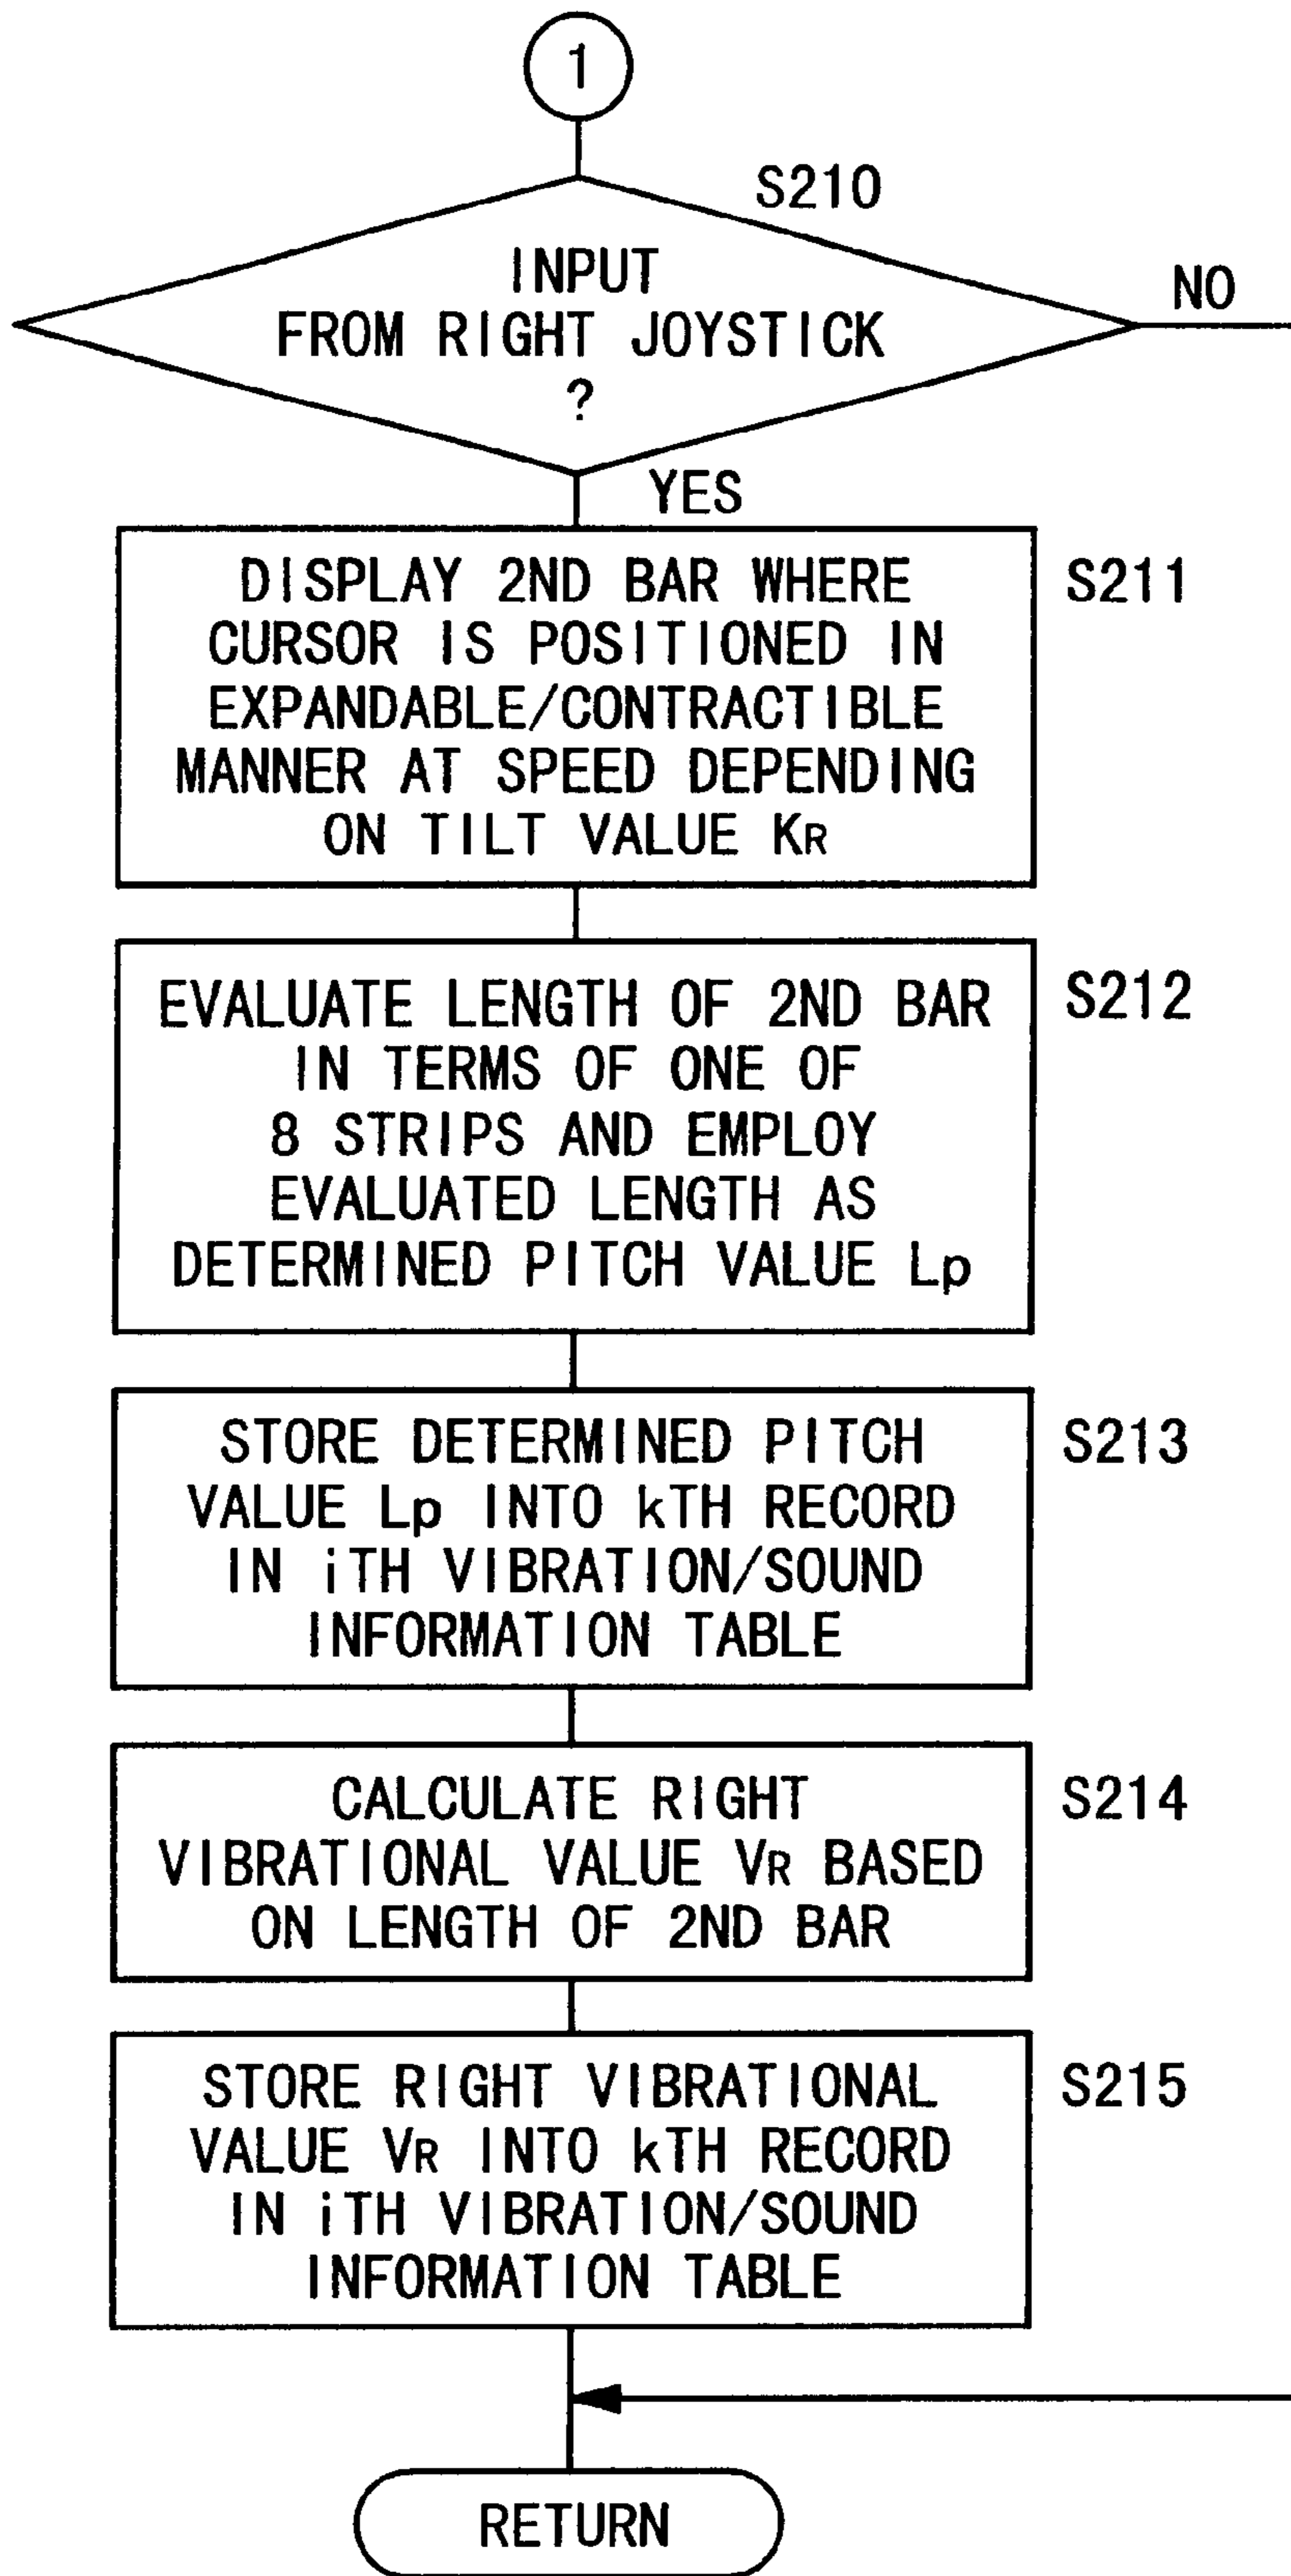 1
S210
INPUT
FROM RIGHT JOYSTICK
?
NO
YES
DISPLAY 2ND BAR WHERE
CURSOR IS POSITIONED IN
EXPANDABLE/CONTRACTIBLE
MANNER AT SPEED DEPENDING
ON TILT VALUE KR
S211
EVALUATE LENGTH OF 2ND BAR
IN TERMS OF ONE OF
8 STRIPS AND EMPLOY
EVALUATED LENGTH AS
DETERMINED PITCH VALUE Lp
S212
STORE DETERMINED PITCH
VALUE Lp INTO kTH RECORD
IN iTH VIBRATION/SOUND
INFORMATION TABLE
S213
CALCULATE RIGHT
VIBRATIONAL VALUE VR BASED
ON LENGTH OF 2ND BAR
S214
STORE RIGHT VIBRATIONAL
VALUE VR INTO kTH RECORD
IN iTH VIBRATION/SOUND
INFORMATION TABLE
S215
RETURN